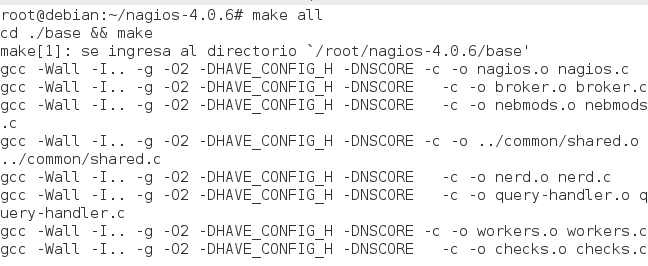 root@debian:~/nagios-4.0.6# make all
cd ./base && make
make[1]: se ingresa al directorio `/root/nagios-4.0.6/base'
gcc -Wall -I.. -g -O2 -DHAVE_CONFIG_H -DNSCORE -c -o nagios.o nagios.c
gcc -Wall -I.. -g -O2 -DHAVE_CONFIG_H -DNSCORE   -c -o broker.o broker.c
gcc -Wall -I.. -g -O2 -DHAVE_CONFIG_H -DNSCORE   -c -o nebmods.o nebmods
.c
gcc -Wall -I.. -g -O2 -DHAVE_CONFIG_H -DNSCORE -c -o ../common/shared.o
../common/shared.c
gcc -Wall -I.. -g -O2 -DHAVE_CONFIG_H -DNSCORE   -c -o nerd.o nerd.c
gcc -Wall -I.. -g -O2 -DHAVE_CONFIG_H -DNSCORE   -c -o query-handler.o q
uery-handler.c
gcc -Wall -I.. -g -O2 -DHAVE_CONFIG_H -DNSCORE -c -o workers.o workers.c
gcc -Wall -I.. -g -O2 -DHAVE_CONFIG_H -DNSCORE   -c -o checks.o checks.c